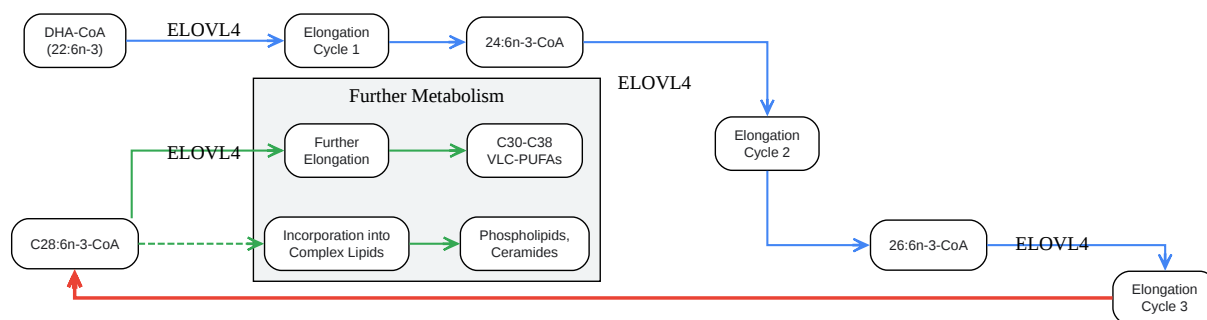 DHA-CoA
(22:6n-3)
ELOVL4
Elongation
Cycle 1
24:6n-3-CoA
ELOVL4
Elongation
Cycle 2
26:6n-3-CoA
ELOVL4
Elongation
Cycle 3
C28:6n-3-CoA
Further Metabolism
ELOVL4
Further
Elongation
C30-C38
VLC-PUFAs
Incorporation into
Complex Lipids
Phospholipids,
Ceramides